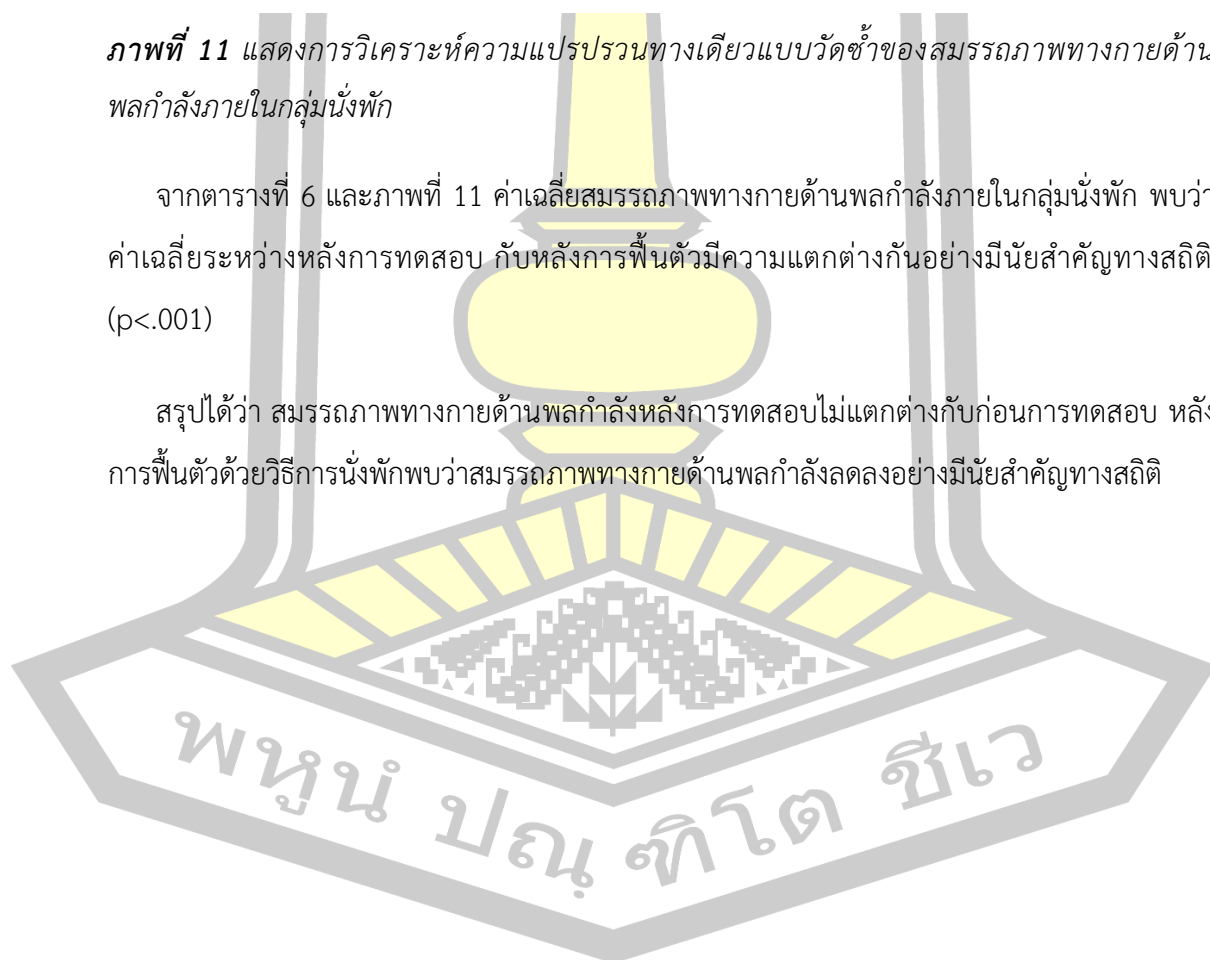 ภาพที่ 11 แสดงการวิเคราะห์ความแปรปรวนทางเดียวแบบวัดซ้ำของสมรรถภาพทางกายด้าน
พลกำลังภายในกลุ่มนั่งพัก
จากตารางที่ 6 และภาพที่ 11 ค่าเฉลี่ยสมรรถภาพทางกายด้านพลกำลังภายในกลุ่มนั่งพัก พบว่า
ค่าเฉลี่ยระหว่างหลังการทดสอบ กับหลังการฟื้นตัวมีความแตกต่างกันอย่างมีนัยสำคัญทางสถิติ
(p<.001)
สรุปได้ว่า สมรรถภาพทางกายด้านพลกำลังหลังการทดสอบไม่แตกต่างกับก่อนการทดสอบ หลัง
การฟื้นตัวด้วยวิธีการนั่งพักพบว่าสมรรถภาพทางกายด้านพลกำลังลดลงอย่างมีนัยสำคัญทางสถิติ
พหูนํ ปณฺฑิโต ชีเว